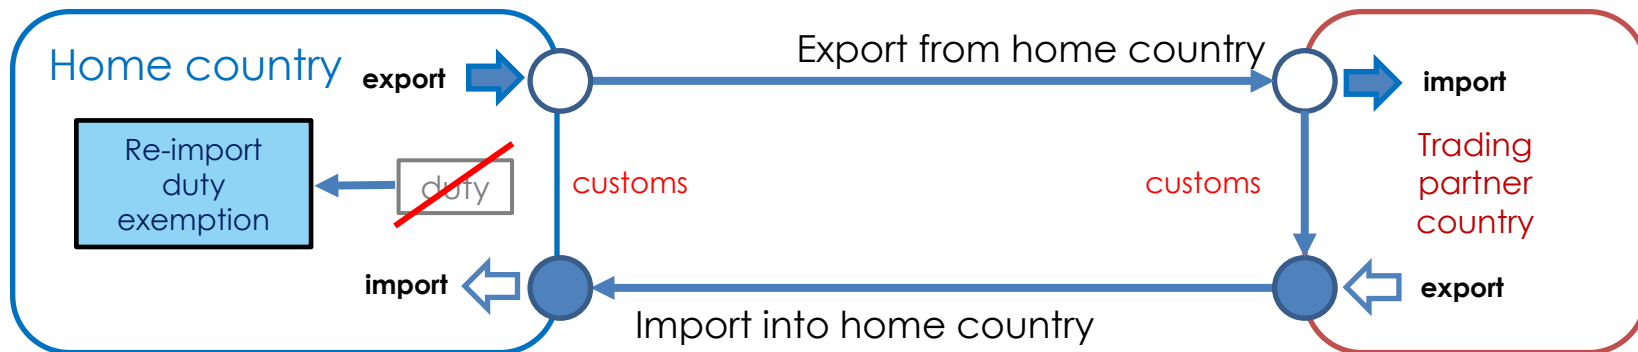 Home country
export
Export from home country
import
Re-import
duty
exemption
duty
customs
customs
Trading
partner
country
import
Import into home country
export